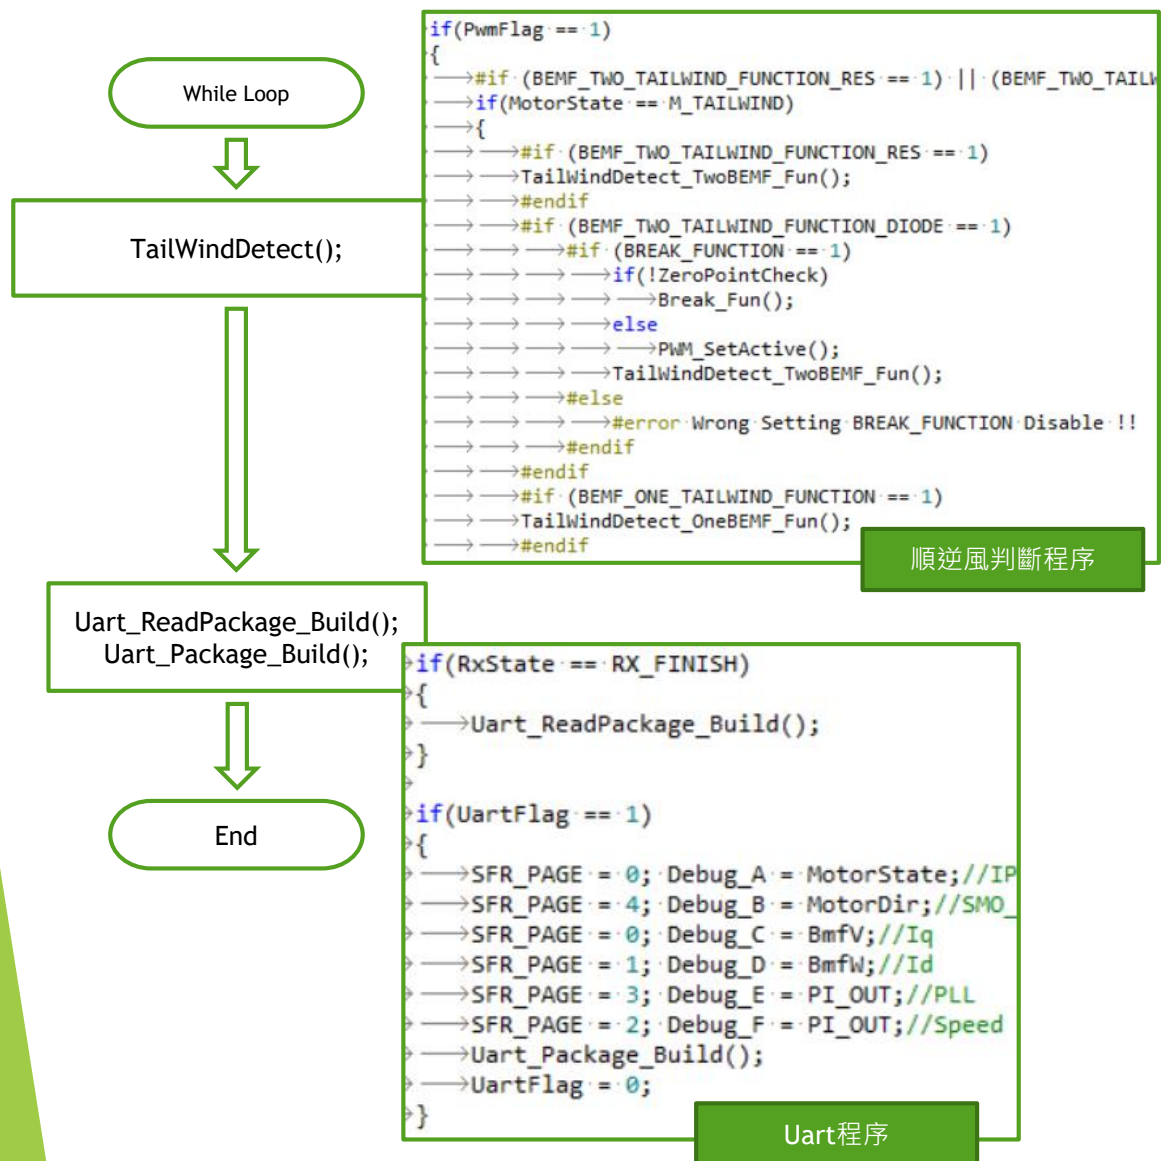 While Loop
TailWindDetect();
if(PwmFlag == 1)
{
#if (BEMF_TWO_TAILWIND_FUNCTION_RES == 1) || (BEMF_TWO_TAILW
if(MotorState == M_TAILWIND)
{
#if (BEMF_TWO_TAILWIND_FUNCTION_RES == 1)
TailWindDetect_TwoBEMF_Fun();
#endif
#if (BEMF_TWO_TAILWIND_FUNCTION_DIODE == 1)
#if (BREAK_FUNCTION == 1)
if(!ZeroPointCheck)
Break_Fun();
else
PWM_SetActive();
TailWindDetect_TwoBEMF_Fun();
#else
#error Wrong Setting BREAK_FUNCTION Disable !!
#endif
#endif
#if (BEMF_ONE_TAILWIND_FUNCTION == 1)
TailWindDetect_OneBEMF_Fun();
#endif
順逆風判斷程序
Uart_ReadPackage_Build();
Uart_Package_Build();
End
if(RxState == RX_FINISH)
{
Uart_ReadPackage_Build();
}
if(UartFlag == 1)
{
SFR_PAGE = 0; Debug_A = MotorState;//IP
SFR_PAGE = 4; Debug_B = MotorDir;//SMO_
SFR_PAGE = 0; Debug_C = BmfV;//Iq
SFR_PAGE = 1; Debug_D = BmfW;//Id
SFR_PAGE = 3; Debug_E = PI_OUT;//PLL
SFR_PAGE = 2; Debug_F = PI_OUT;//Speed
Uart_Package_Build();
UartFlag = 0;
}
Uart程序